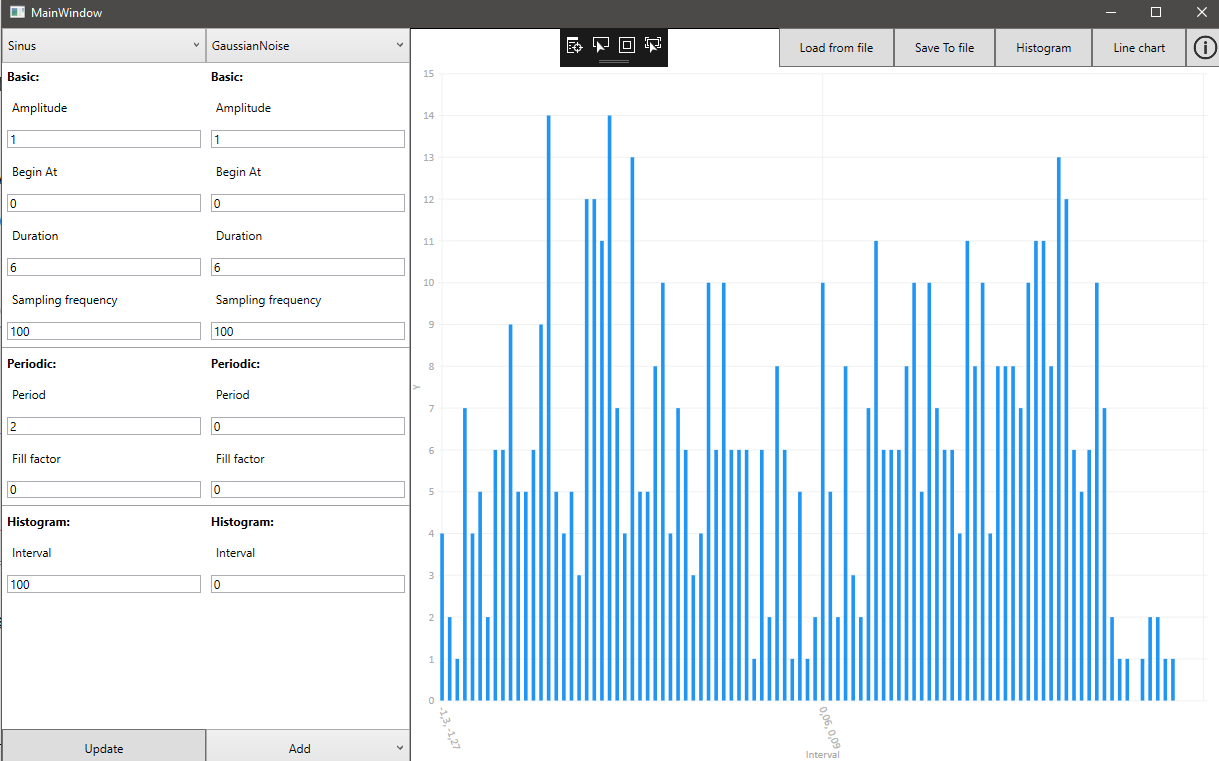 MainWindow
Sinus GaussianNoise Load from file Save To file Histogram Line chart
Basic: Basic:
Amplitude Amplitude
1 1
Begin At Begin At
0 0
Duration Duration
6 6
Sampling frequency Sampling frequency
100 100
Periodic: Periodic:
Period Period
2 0
Fill factor Fill factor
0 0
Histogram: Histogram:
Interval Interval
100 0
Update Add
15
14
13
12
11
10
9
8
7
6
5
4
3
2
1
0
Y
-1,3, -1,27
0,06, 0,09
Interval